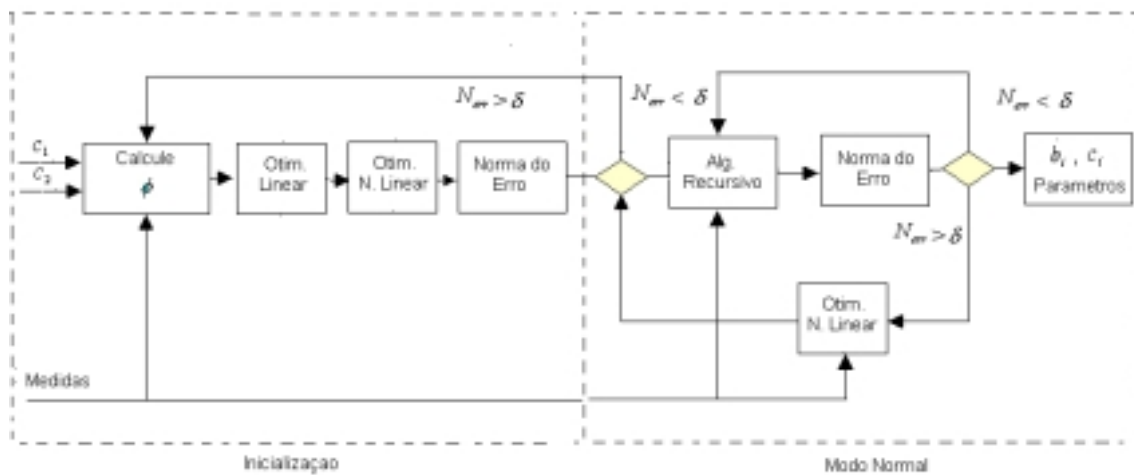 N_err > δ
N_err < δ
N_err < δ
c_1
c_2
Calcule
ϕ
Otim.
Linear
Otim.
N. Linear
Norma do
Erro
Alg.
Recursivo
Norma do
Erro
b_i , c_i
Parametros
N_err > δ
Otim.
N. Linear
Medidas
Inicialização
Modo Normal